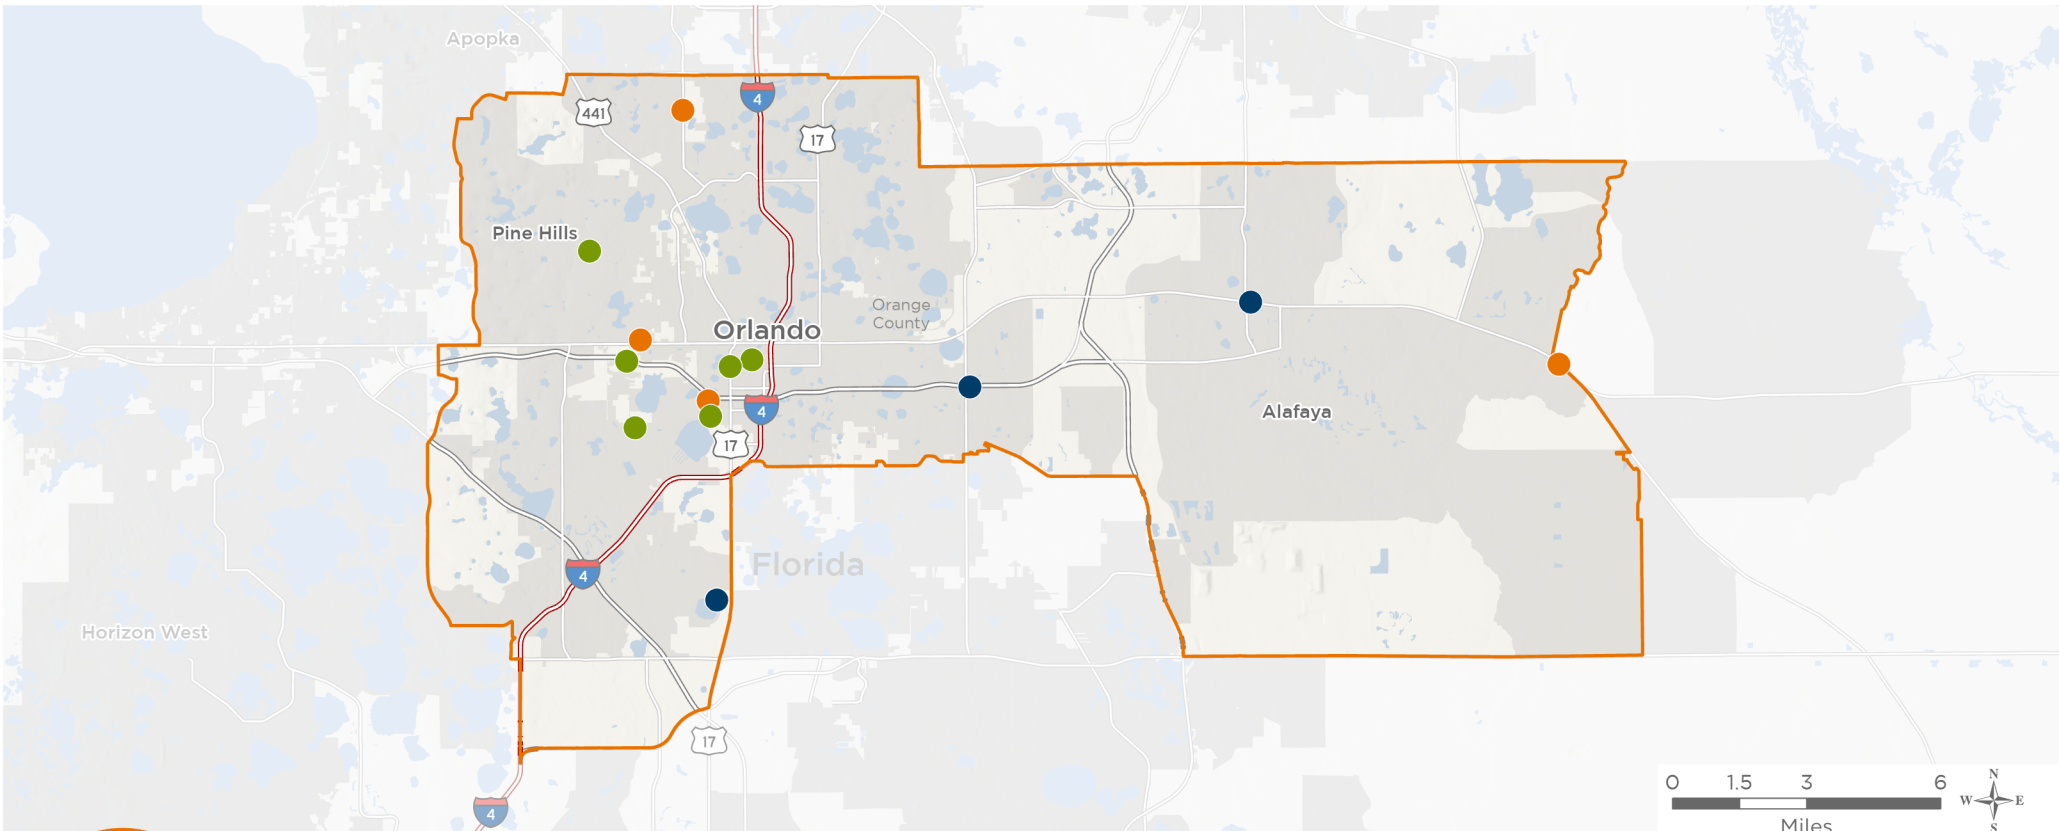 Apopka
4
441
17
Pine Hills
Orange
County
Orlando
4
Alafaya
17
Florida
4
Horizon West
17
4
0 1.5 3 6
Miles
N
W E
S